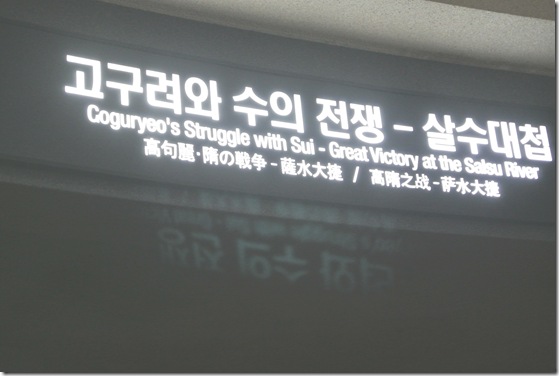 고구려와 수의 전쟁 - 살수대첩
Coguryeo's Struggle with Sui - Great Victory at the Salsu River
高句麗·隋の戦争 - 薩水大捷 / 高隋之战 - 萨水大捷